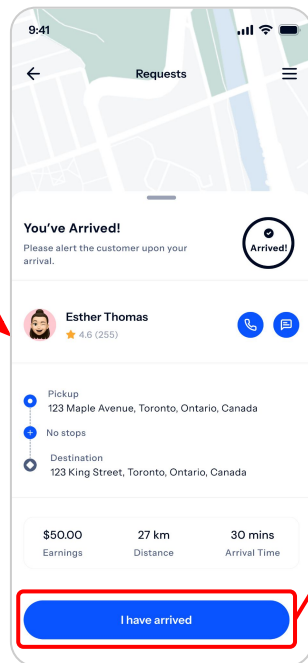 9:41
Requests
You've Arrived!
Please alert the customer upon your
arrival.
Arrived!
Esther Thomas
4.6 (255)
Pickup
123 Maple Avenue, Toronto, Ontario, Canada
No stops
Destination
123 King Street, Toronto, Ontario, Canada
$50.00 27 km 30 mins
Earnings Distance Arrival Time
I have arrived